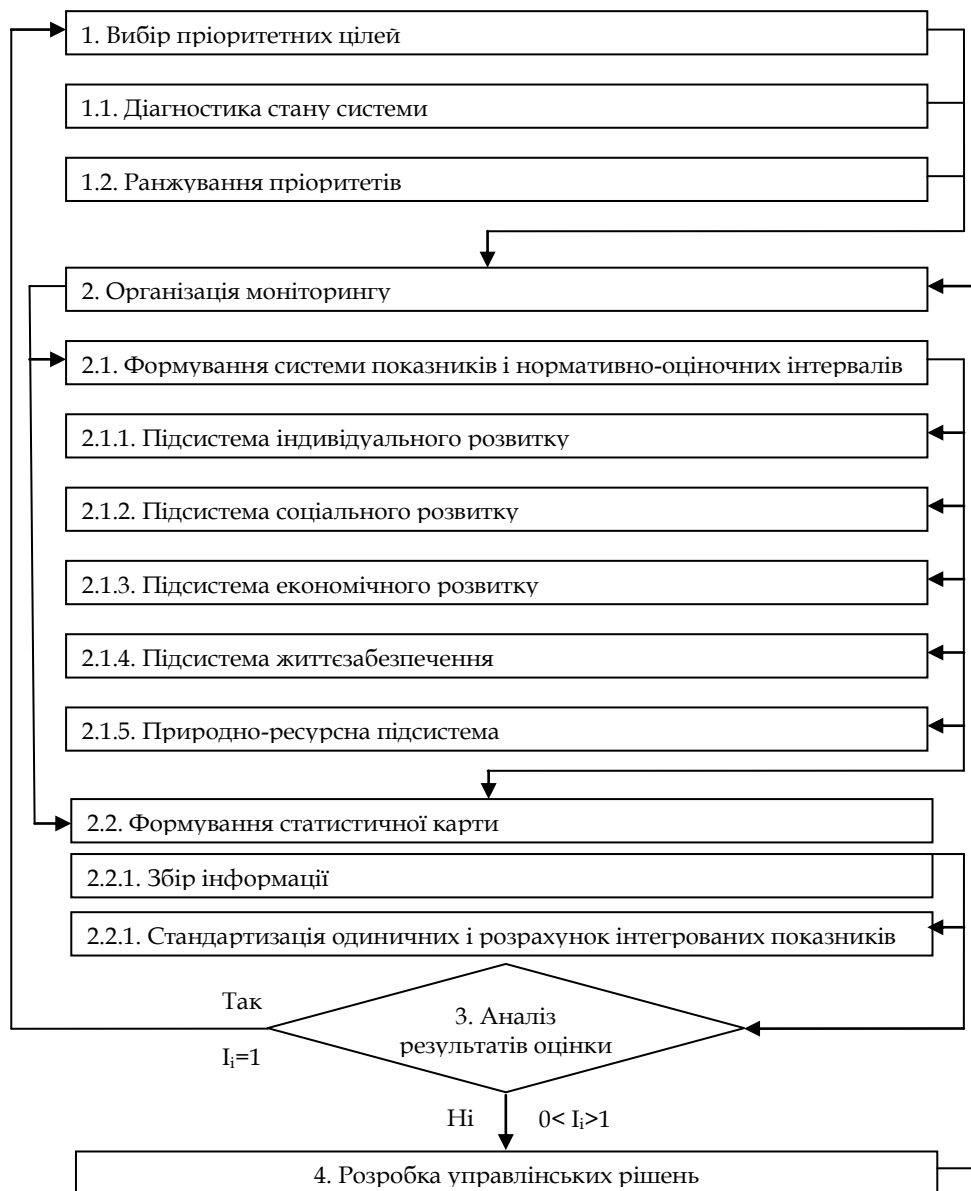 1. Вибір пріоритетних цілей
1.1. Діагностика стану системи
1.2. Ранжування пріоритетів
2. Організація моніторингу
2.1. Формування системи показників і нормативно-оціночних інтервалів
2.1.1. Підсистема індивідуального розвитку
2.1.2. Підсистема соціального розвитку
2.1.3. Підсистема економічного розвитку
2.1.4. Підсистема життєзабезпечення
2.1.5. Природно-ресурсна підсистема
2.2. Формування статистичної карти
2.2.1. Збір інформації
2.2.1. Стандартизація одиничних і розрахунок інтегрованих показників
Так
3. Аналіз
результатів оцінки
Ii=1
Ні 0< Ii>1
4. Розробка управлінських рішень